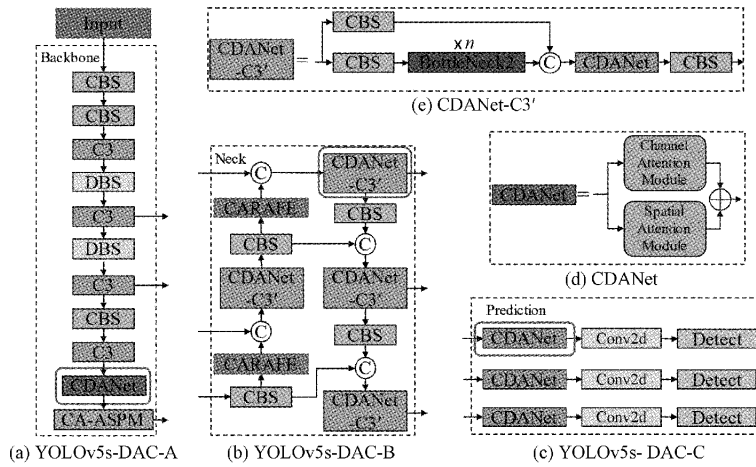 Input
Backbone
CBS
CBS
C3
DBS
C3
DBS
C3
CBS
C3
CDANet
CA-ASPM
(a) YOLOv5s-DAC-A
CDANet
-C3′
=
CBS
CBS
×n
BottleNeck2
C
CDANet
CBS
(e) CDANet-C3′
Neck
C
CARAFE
CBS
CDANet
-C3′
C
CARAFE
CBS
CDANet
-C3′
CBS
C
CDANet
-C3′
CBS
C
CDANet
-C3′
(b) YOLOv5s-DAC-B
CDANet
=
Channel
Attention
Module
Spatial
Attention
Module
(d) CDANet
Prediction
CDANet
Conv2d
Detect
CDANet
Conv2d
Detect
CDANet
Conv2d
Detect
(c) YOLOv5s- DAC-C